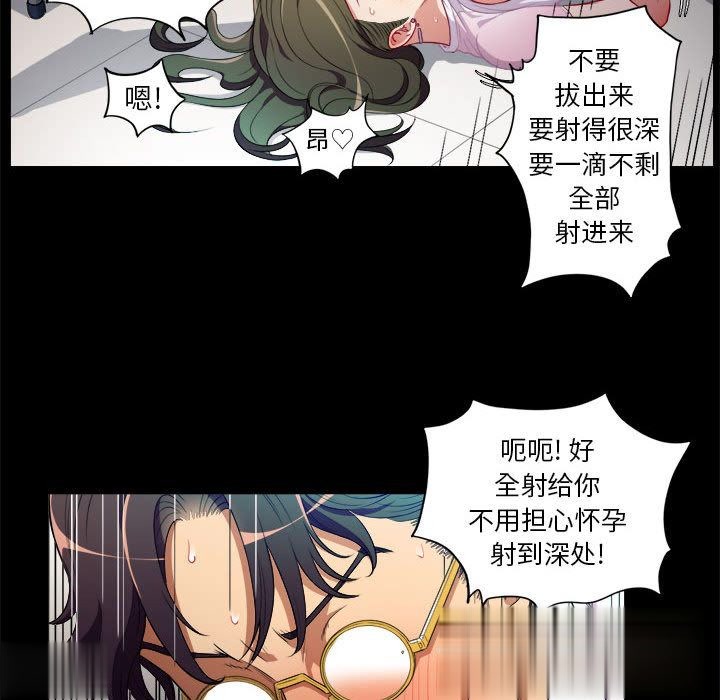 嗯!
昂♡
不要
拔出来
要射得很深
要一滴不剩
全部
射进来
呃呃! 好
全射给你
不用担心怀孕
射到深处!